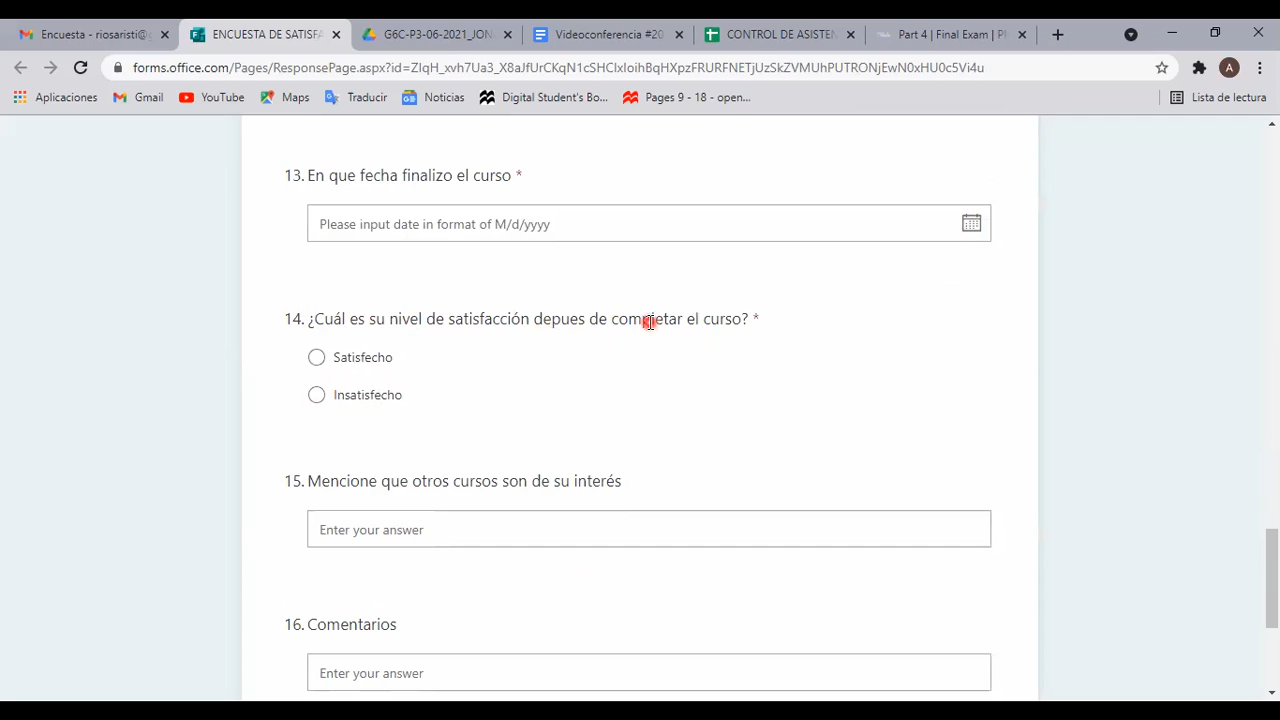 Encuesta - riosaristi@g
ENCUESTA DE SATISFA
G6C-P3-06-2021_JON
Videoconferencia #20
CONTROL DE ASISTEN
Part 4 | Final Exam | Pl
forms.office.com/Pages/ResponsePage.aspx?id=ZIqH_xvh7Ua3_X8aJfUrCKqN1cSHClxIoihBqHXpzFRURFNETjUzSkZVMUhPUTRONjEwN0xHU0c5Vi4u
A
Aplicaciones
Gmail
YouTube
Maps
Traducir
Noticias
Digital Student's Bo...
Pages 9 - 18 - open...
Lista de lectura
13. En que fecha finalizo el curso *
Please input date in format of M/d/yyyy
14. ¿Cuál es su nivel de satisfacción depues de completar el curso? *
Satisfecho
Insatisfecho
15. Mencione que otros cursos son de su interés
Enter your answer
16. Comentarios
Enter your answer